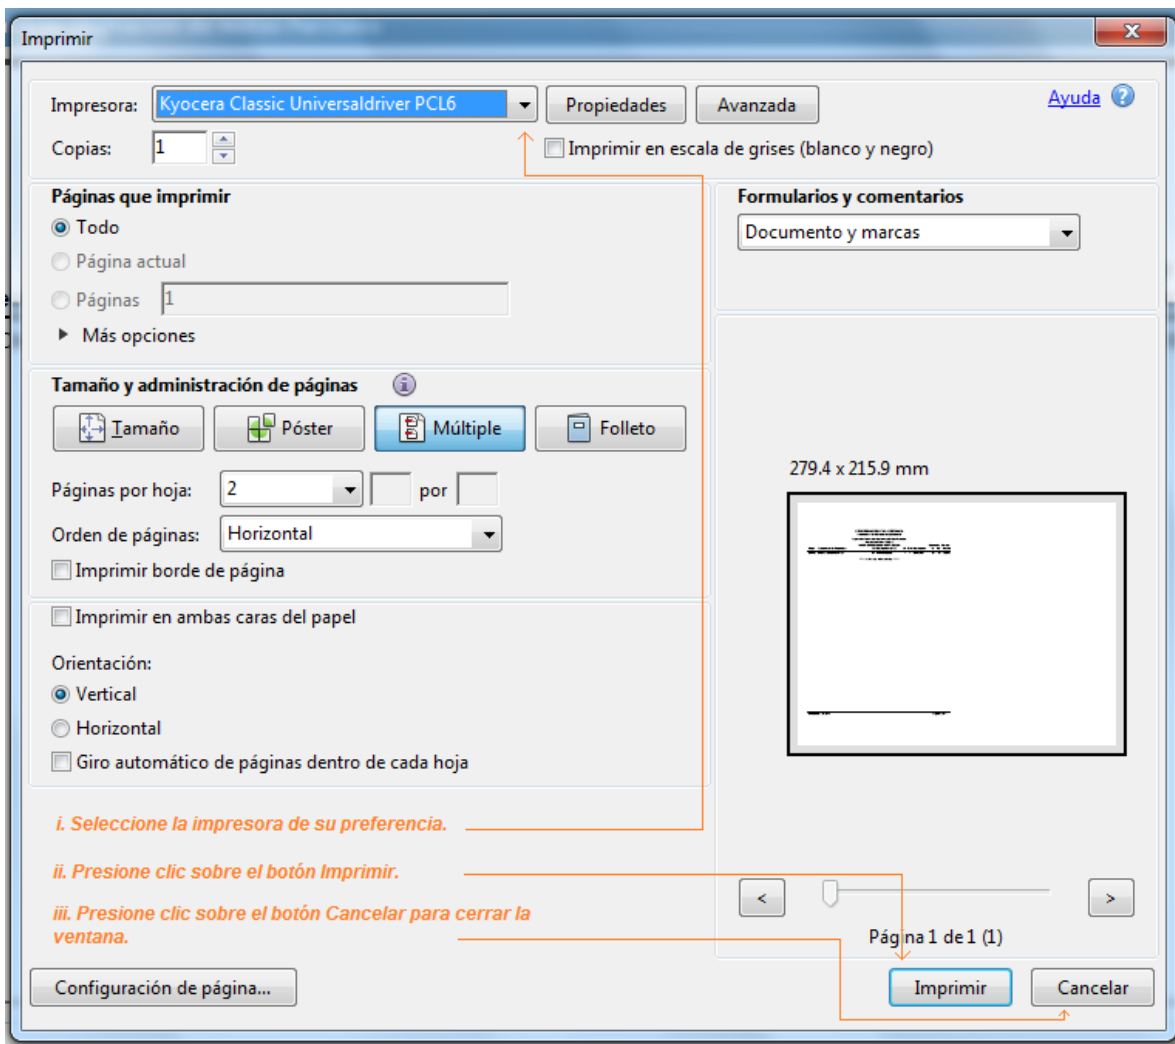 Imprimir
Impresora: Kyocera Classic Universaldriver PCL6 Propiedades Avanzada Ayuda
Copias: 1 Imprimir en escala de grises (blanco y negro)
Páginas que imprimir
Todo
Página actual
Páginas 1
Más opciones
Formularios y comentarios
Documento y marcas
Tamaño y administración de páginas
Tamaño Póster Múltiple Folleto
Páginas por hoja: 2 por
Orden de páginas: Horizontal
Imprimir borde de página
Imprimir en ambas caras del papel
Orientación:
Vertical
Horizontal
Giro automático de páginas dentro de cada hoja
279.4 x 215.9 mm
i. Seleccione la impresora de su preferencia.
ii. Presione clic sobre el botón Imprimir.
iii. Presione clic sobre el botón Cancelar para cerrar la
ventana.
< >
Página 1 de 1 (1)
Configuración de página... Imprimir Cancelar